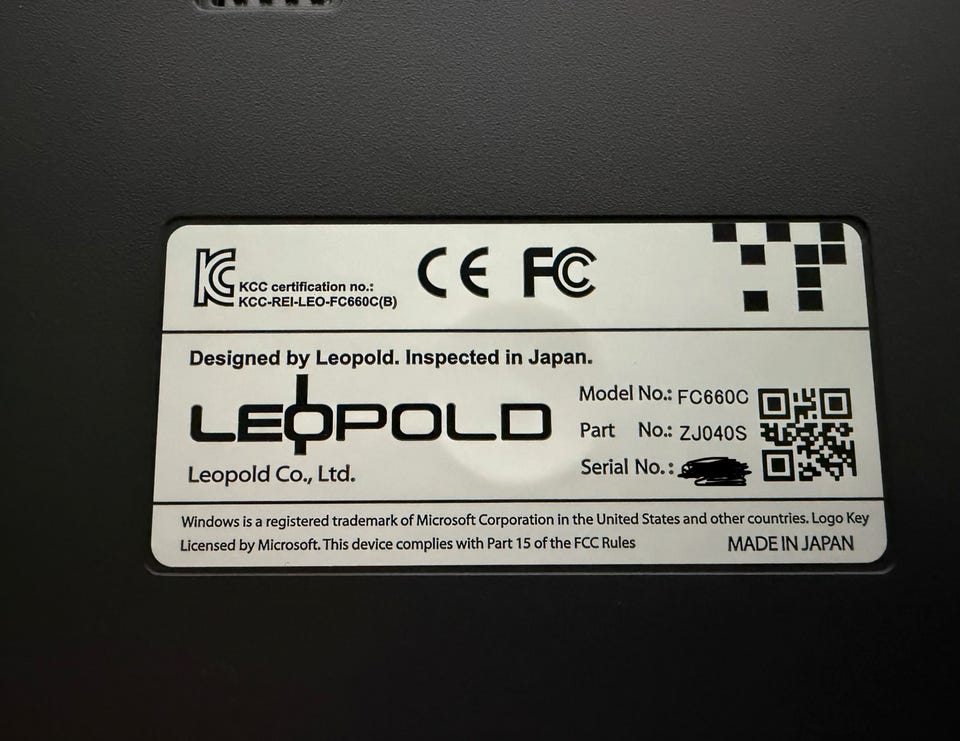 KCC certification no.:
KCC-REI-LEO-FC660C(B)
CE FC
Designed by Leopold. Inspected in Japan.
LEOPOLD
Leopold Co., Ltd.
Model No.: FC660C
Part No.: ZJ040S
Serial No.:
Windows is a registered trademark of Microsoft Corporation in the United States and other countries. Logo Key
Licensed by Microsoft. This device complies with Part 15 of the FCC Rules
MADE IN JAPAN